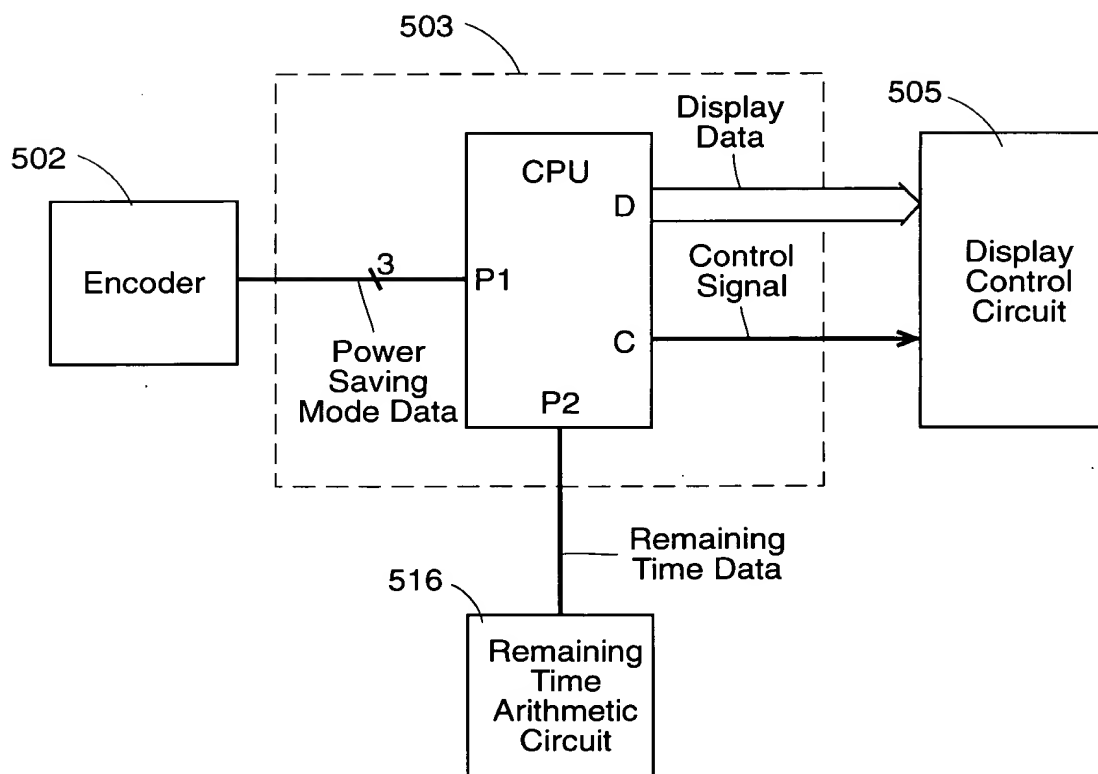 503
Display
Data
505
502
CPU
D
Encoder
3
P1
Control
Signal
Display
Control
Circuit
C
Power
Saving
Mode Data
P2
Remaining
Time Data
516
Remaining
Time
Arithmetic
Circuit